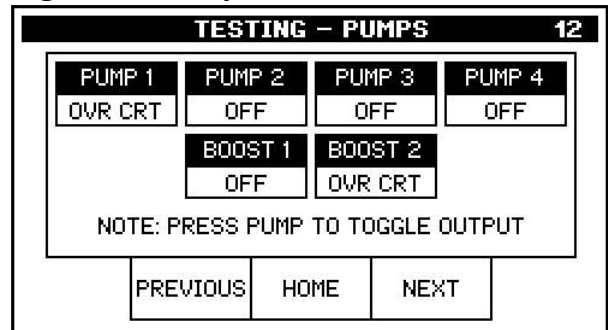 TESTING – PUMPS 12
PUMP 1 PUMP 2 PUMP 3 PUMP 4
OVR CRT OFF OFF OFF
BOOST 1 BOOST 2
OFF OVR CRT
NOTE: PRESS PUMP TO TOGGLE OUTPUT
PREVIOUS HOME NEXT